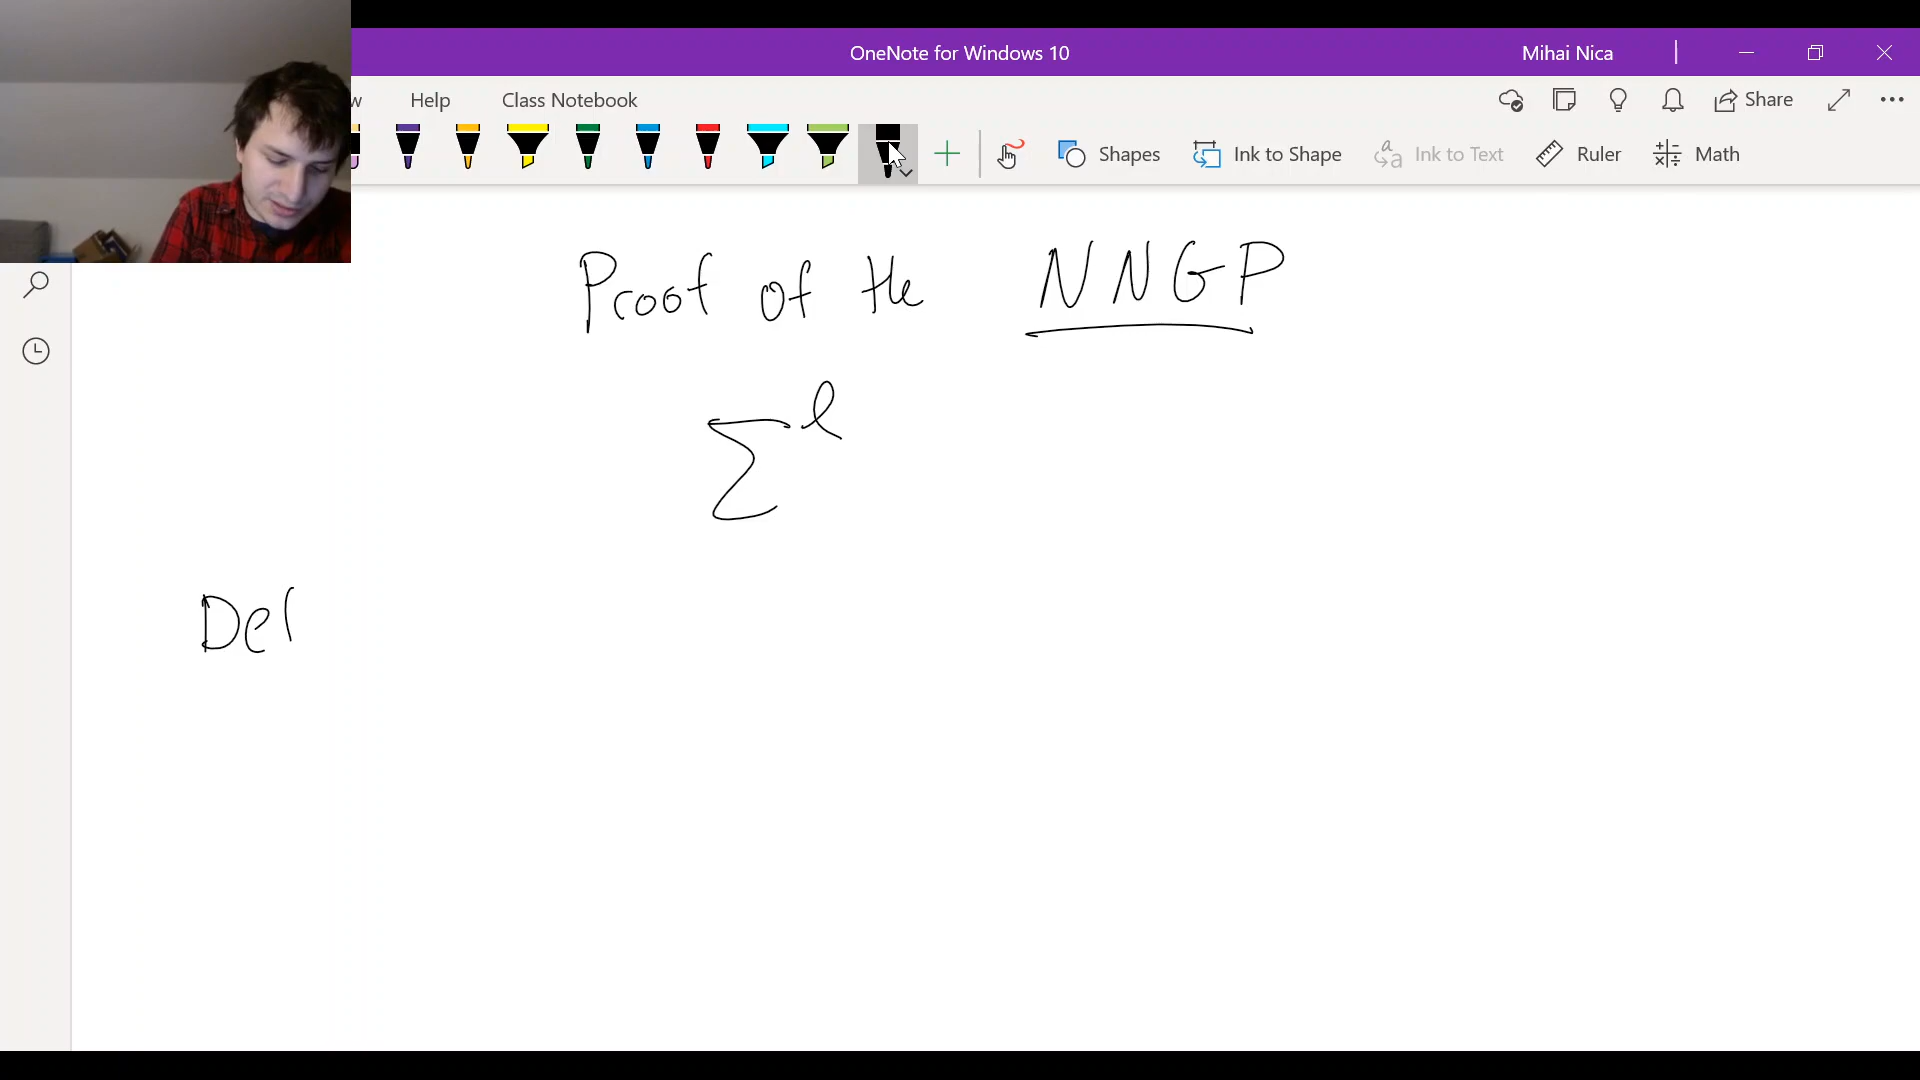 OneNote for Windows 10
Mihai Nica
w
Help
Class Notebook
Share
Shapes
Ink to Shape
Ink to Text
Ruler
Math
Proof of the NNGP
Σ^l
Def